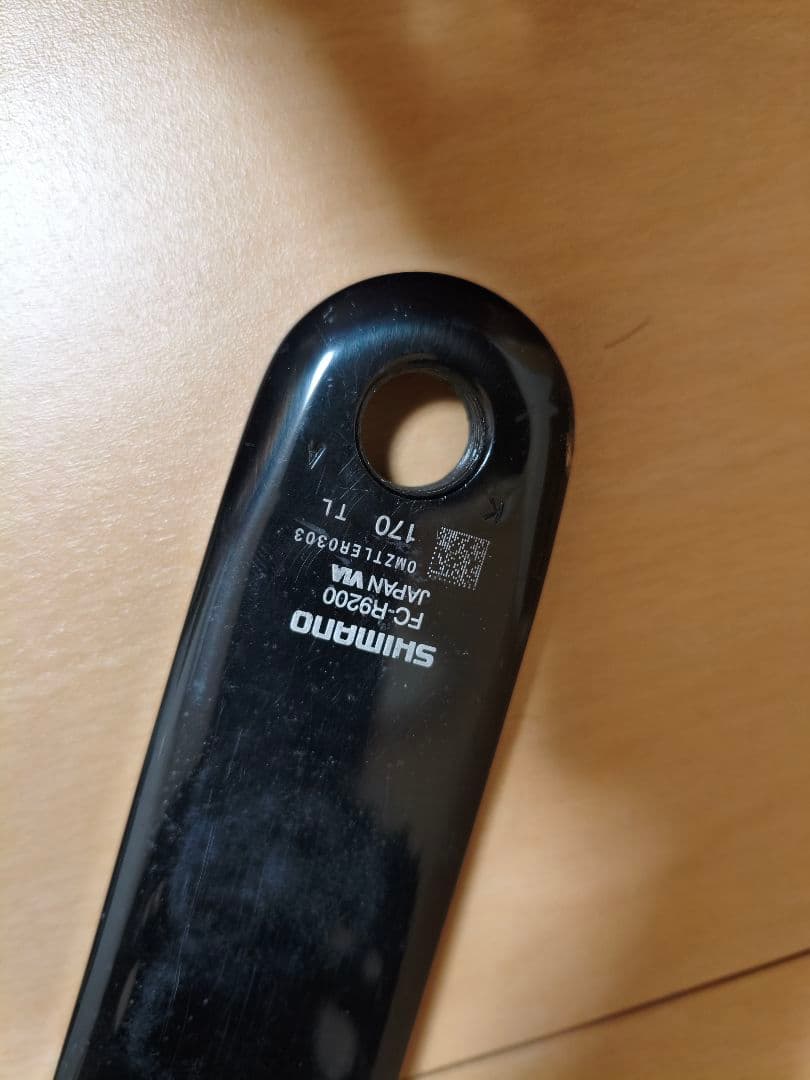 SHIMANO
FC-R9200
JAPAN VIA
0MZTLER0303
170 TL
K A